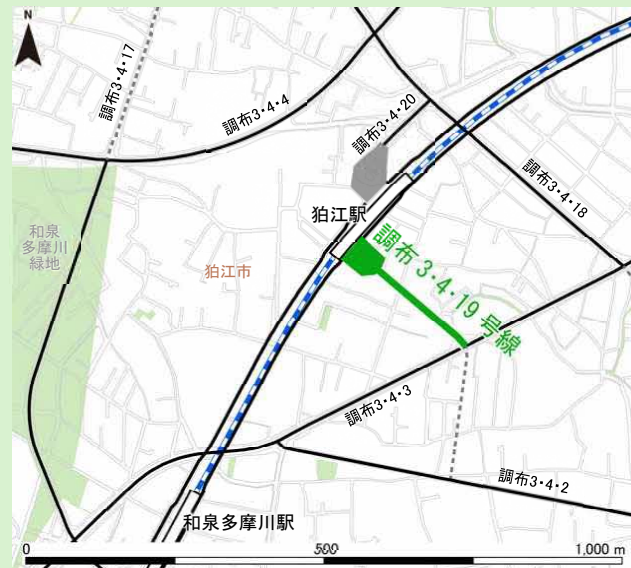 N
調布3・4・17
調布3・4・4
調布3・4・20
調布3・4・18
狛江駅
和泉
多摩川
緑地
狛江市
調布 3・4・19 号線
調布3・4・3
調布3・4・2
和泉多摩川駅
0
500
1,000 m